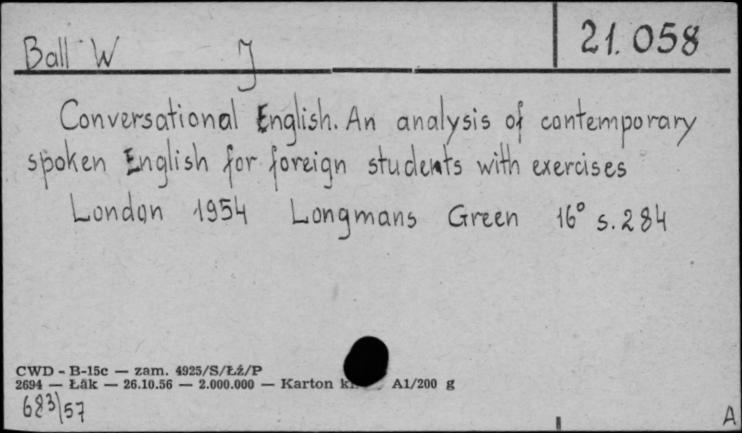 Ball W J 21.058
Conversational English. An analysis of contemporary
spoken English for foreign students with exercises
London 1954 Longmans Green 16° s. 284
CWD - B-15c — zam. 4925/S/Łź/P
2694 — Łąk — 26.10.56 — 2.000.000 — Karton A1/200 g
683/57
A